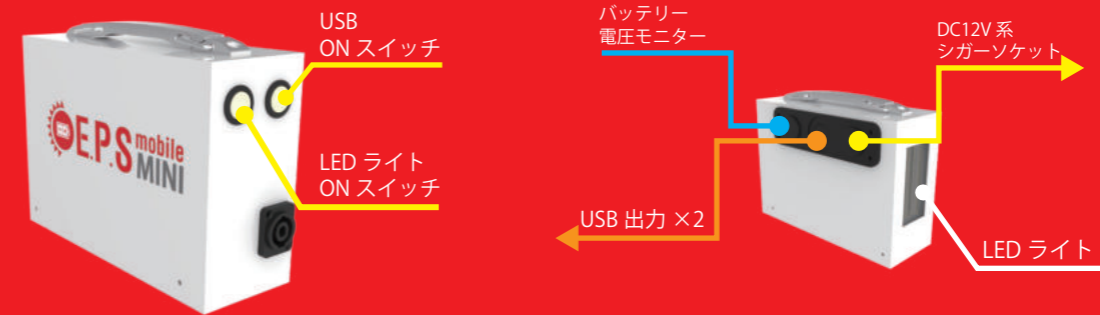 USB
ON スイッチ
E.P.S mobile
MINI
LED ライト
ON スイッチ
バッテリー
電圧モニター
DC12V 系
シガーソケット
USB 出力 ×2
LED ライト